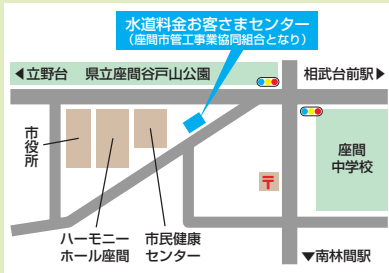 水道料金お客さまセンター
(座間市管工事業協同組合となり)
◀立野台
県立座間谷戸山公園
相武台前駅▶
市役所
座間
中学校
〒
ハーモニー
ホール座間
市民健康
センター
▼南林間駅